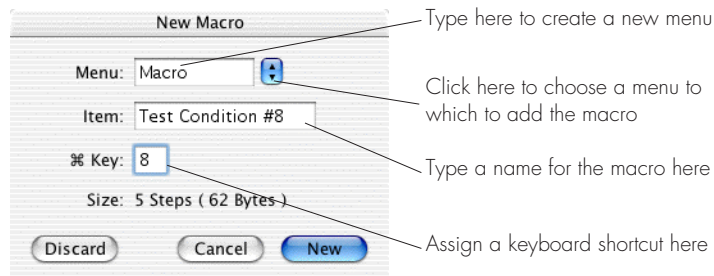 New Macro
Type here to create a new menu
Menu: Macro
Click here to choose a menu to
which to add the macro
Item: Test Condition #8
Type a name for the macro here
⌘ Key: 8
Size: 5 Steps ( 62 Bytes )
Assign a keyboard shortcut here
Discard Cancel New